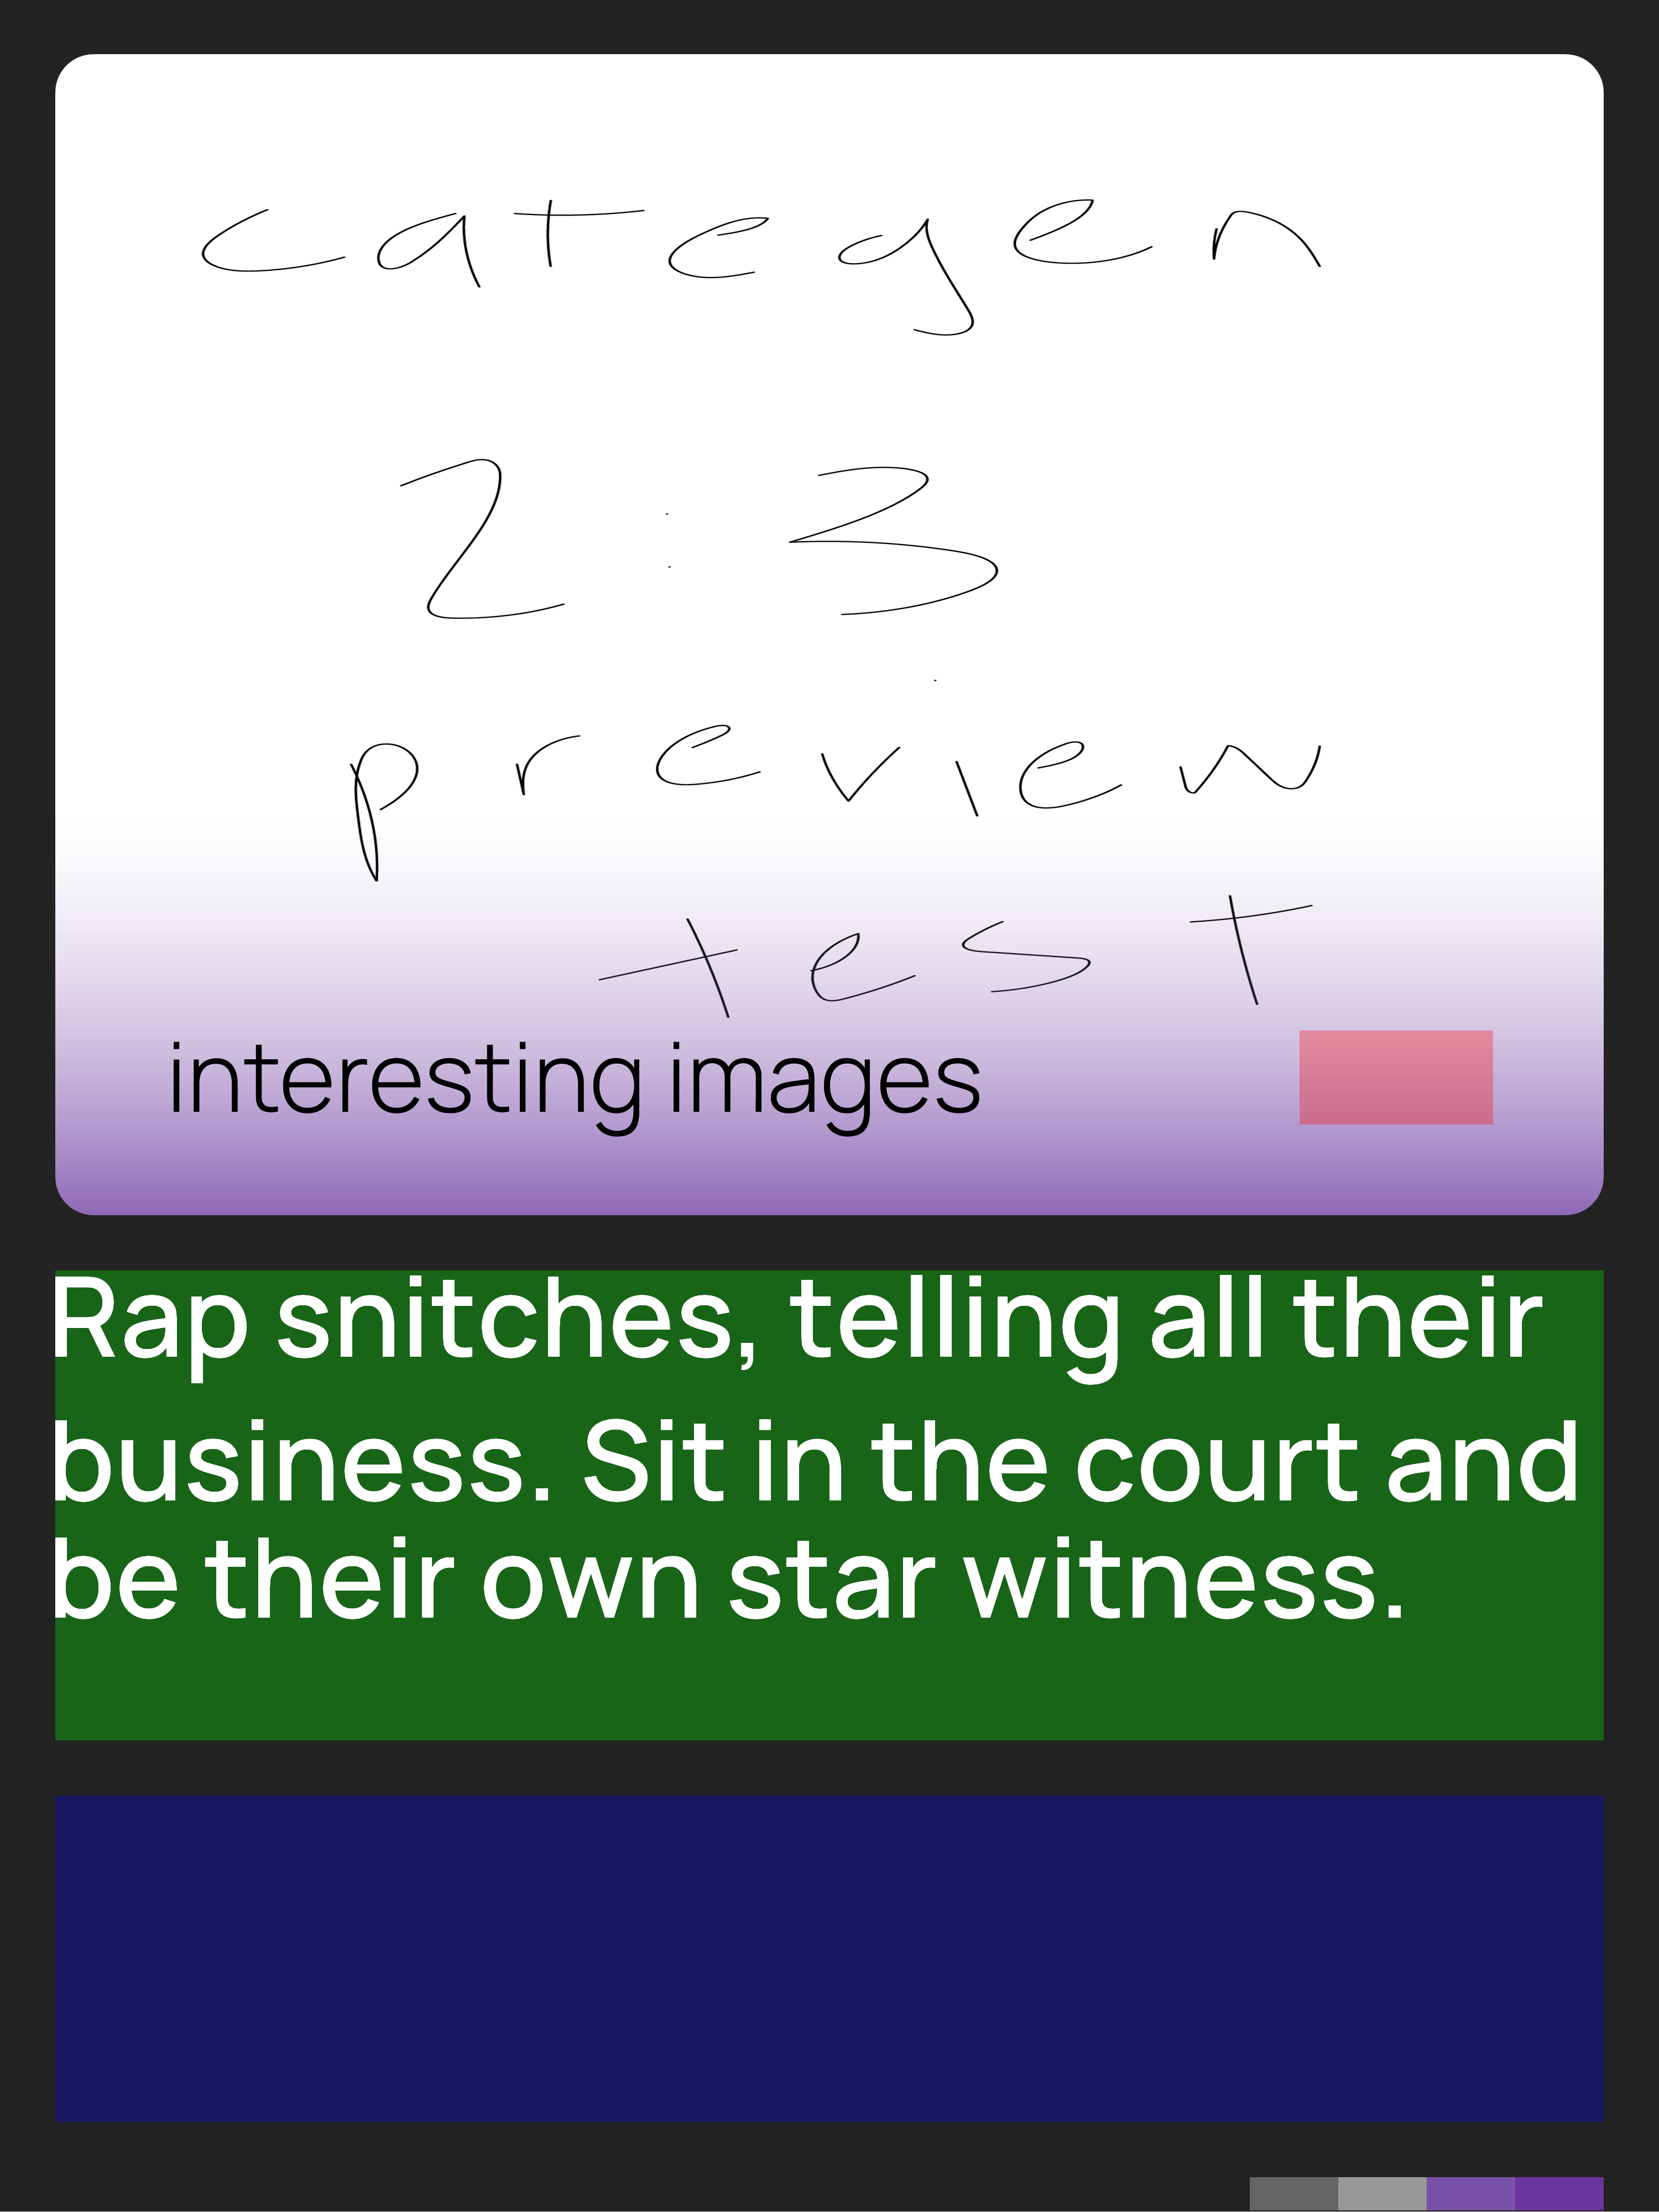 categen
2:3
preview
test
interesting images
Rap snitches, telling all their
business. Sit in the court and
be their own star witness.